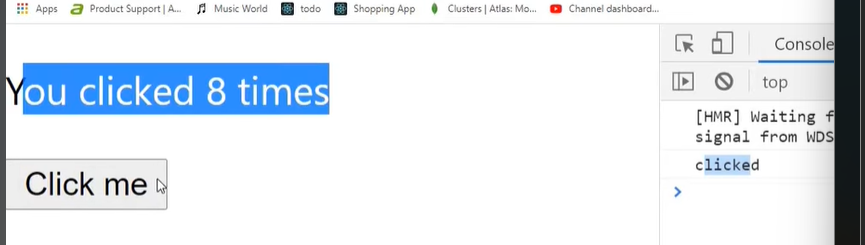 Apps Product Support | A... Music World todo Shopping App Clusters | Atlas: Mo... Channel dashboard...
You clicked 8 times
Click me
Console
top
[HMR] Waiting f
signal from WDS
clicked